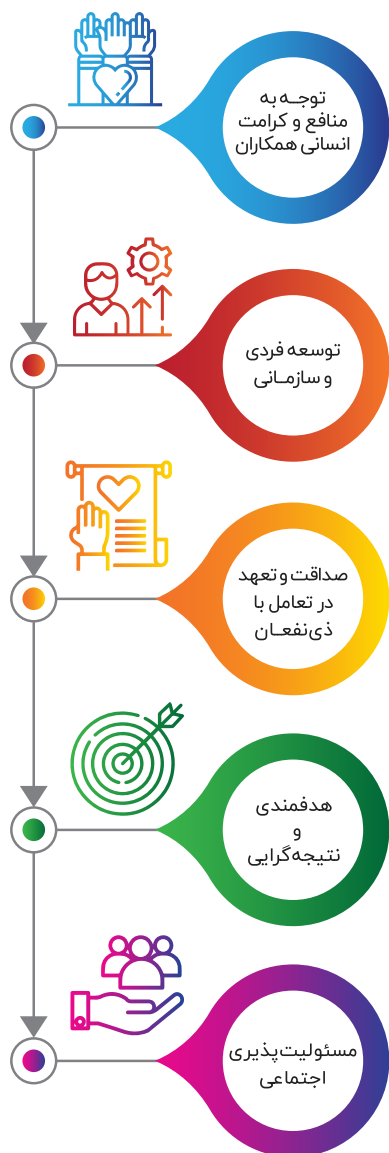 توجه به
منافع و کرامت
انسانی همکاران
توسعه فردی
و سازمانی
صداقت و تعهد
در تعامل با
ذی‌نفعان
هدفمندی
و
نتیجه‌گرایی
مسئولیت‌پذیری
اجتماعی